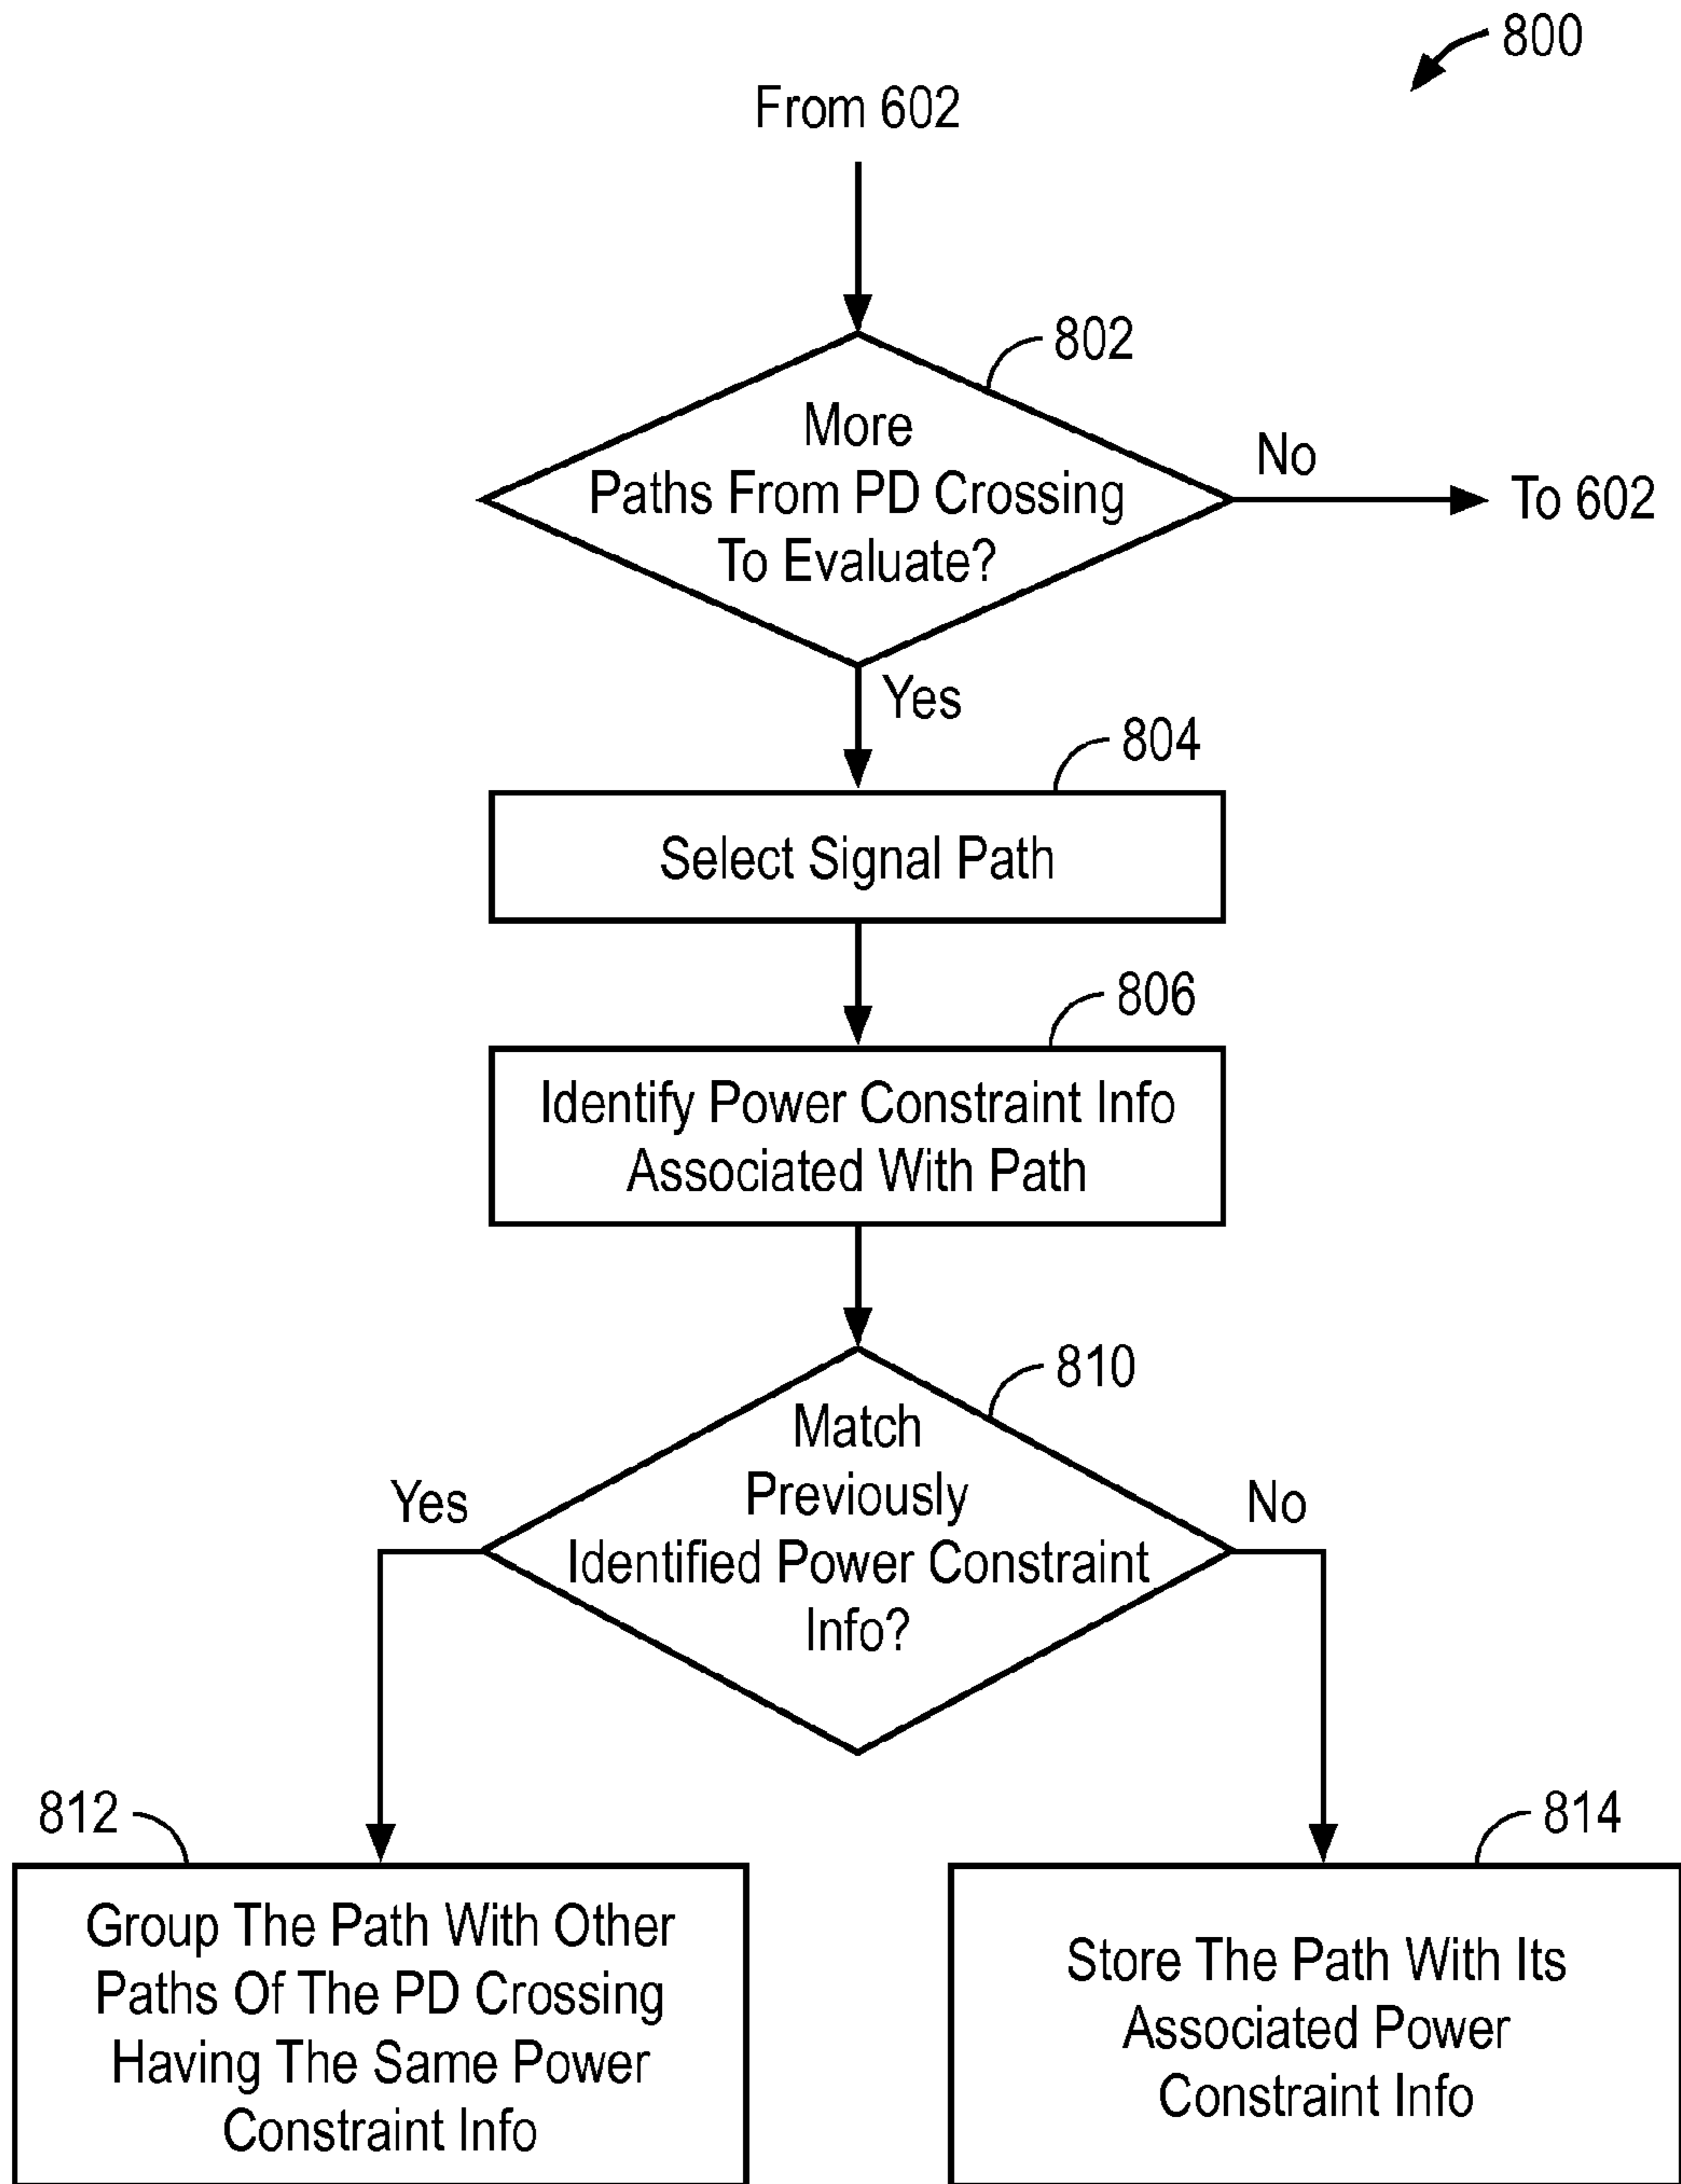 800
From 602
802
More
Paths From PD Crossing
To Evaluate?
No
To 602
Yes
804
Select Signal Path
806
Identify Power Constraint Info
Associated With Path
810
Match
Previously
Identified Power Constraint
Info?
Yes
No
812
Group The Path With Other
Paths Of The PD Crossing
Having The Same Power
Constraint Info
814
Store The Path With Its
Associated Power
Constraint Info